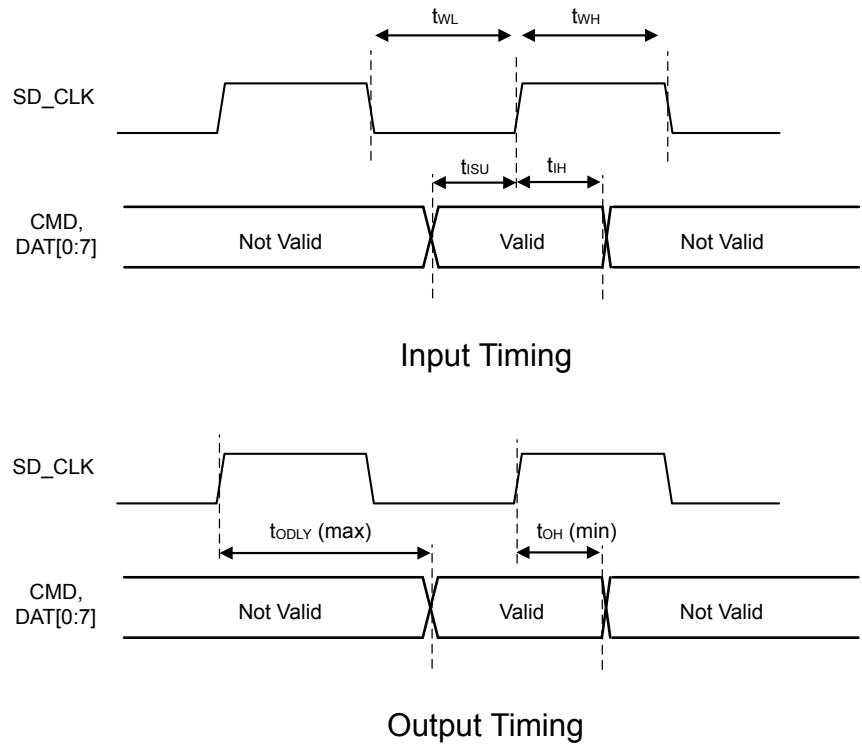 tWL
tWH
SD_CLK
tISU
tIH
CMD,
DAT[0:7]
Not Valid
Valid
Not Valid
Input Timing
SD_CLK
tODLY (max)
tOH (min)
CMD,
DAT[0:7]
Not Valid
Valid
Not Valid
Output Timing